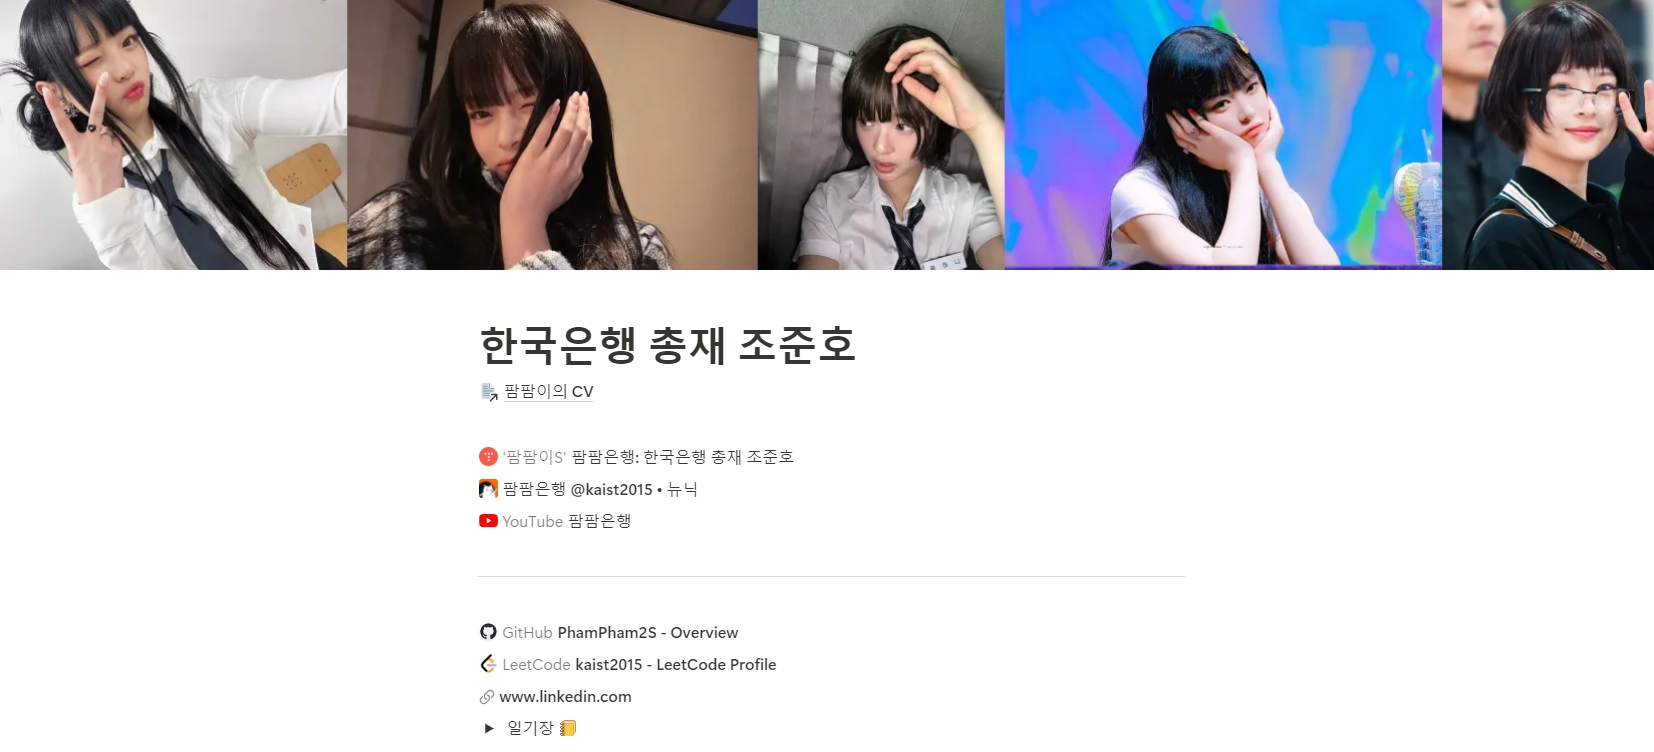 한국은행 총재 조준호
팜팜이의 CV
'팜팜이S' 팜팜은행: 한국은행 총재 조준호
팜팜은행 @kaist2015 • 뉴닉
YouTube 팜팜은행
GitHub PhamPham2S - Overview
LeetCode kaist2015 - LeetCode Profile
www.linkedin.com
일기장